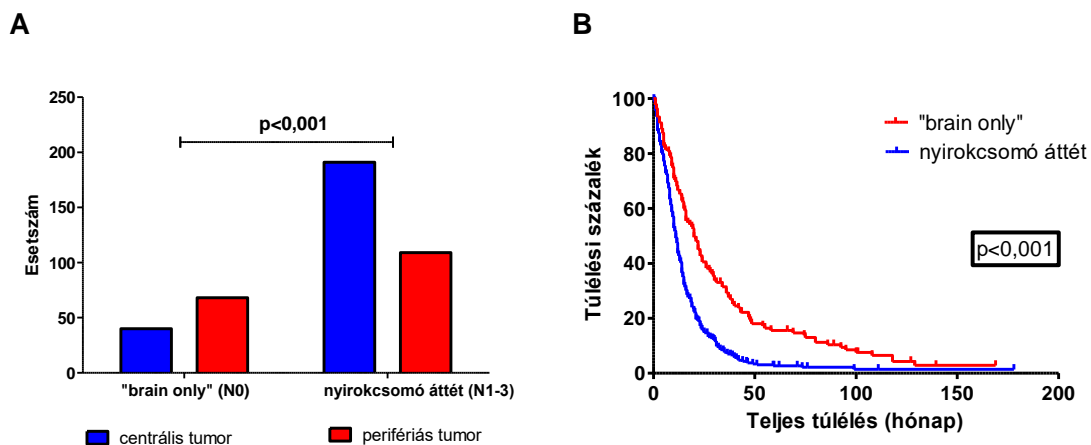 A
250
200
150
100
50
0
Esetszám
p<0,001
"brain only" (N0)
nyirokcsomó áttét (N1-3)
centrális tumor
perifériás tumor
B
100
80
60
40
20
0
Túlélési százalék
"brain only"
nyirokcsomó áttét
p<0,001
0
50
100
150
200
Teljes túlélés (hónap)